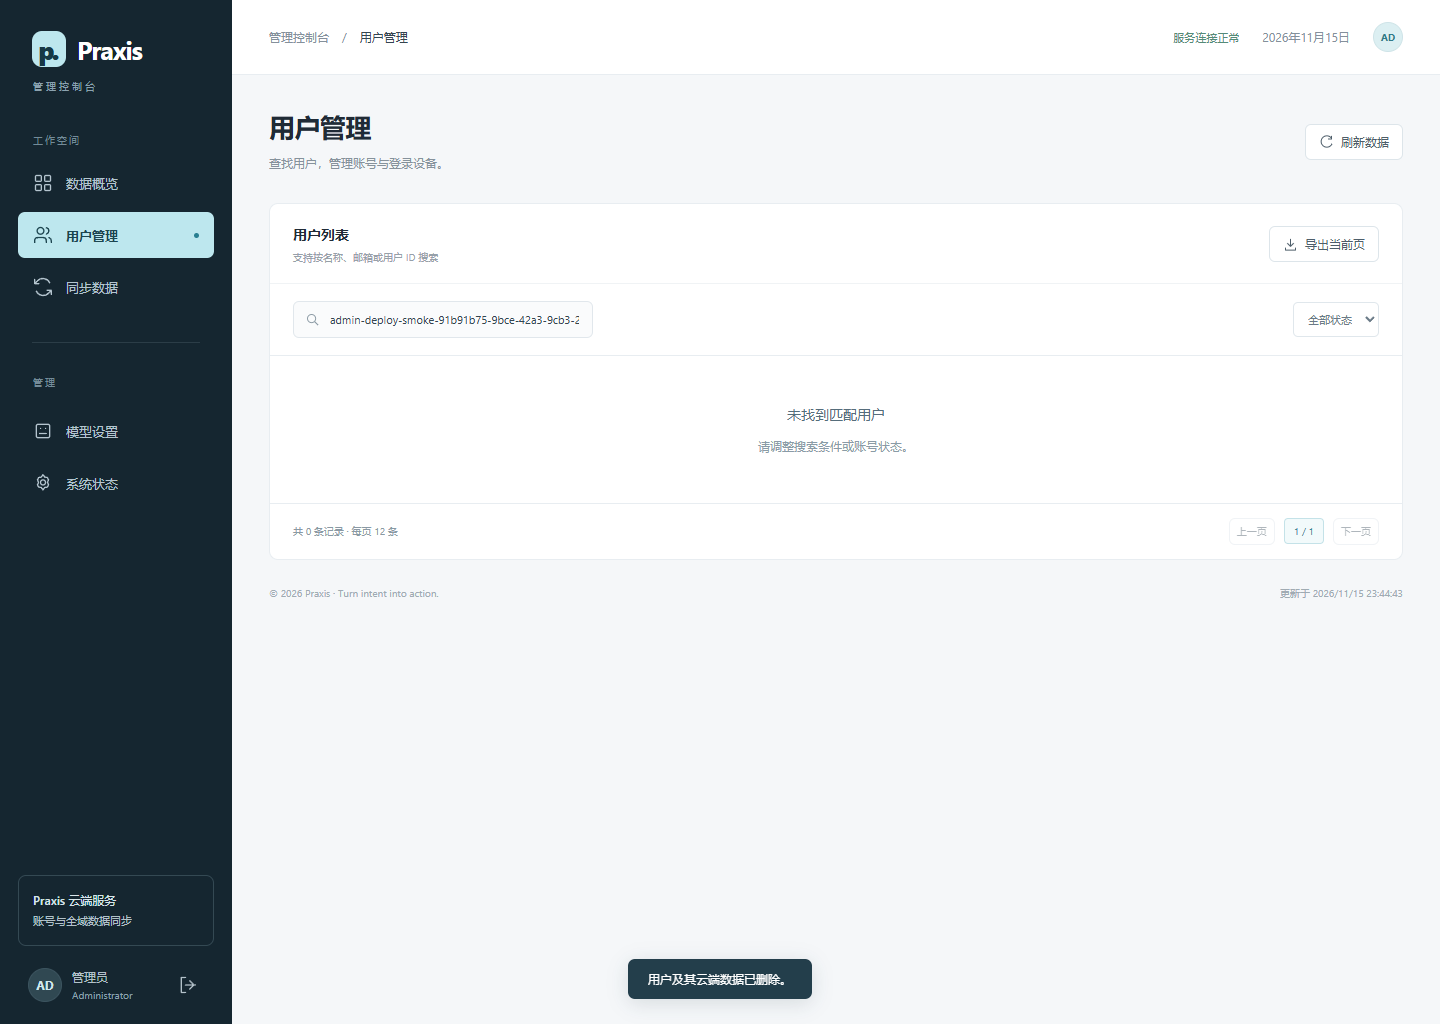 p.
Praxis
管理控制台
工作空间
数据概览
用户管理
同步数据
管理
模型设置
系统状态
Praxis 云端服务
账号与全域数据同步
AD
管理员
Administrator
管理控制台 / 用户管理
服务连接正常
2026年11月15日
AD
用户管理
查找用户，管理账号与登录设备。
刷新数据
用户列表
支持按名称、邮箱或用户 ID 搜索
导出当前页
admin-deploy-smoke-91b91b75-9bce-42a3-9cb3-2
全部状态
未找到匹配用户
请调整搜索条件或账号状态。
共 0 条记录 · 每页 12 条
上一页
1 / 1
下一页
© 2026 Praxis · Turn intent into action.
更新于 2026/11/15 23:44:43
用户及其云端数据已删除。